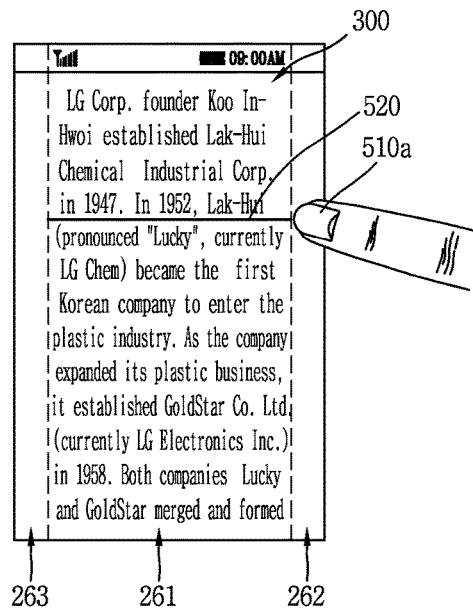 300
09:00AM
LG Corp. founder Koo In-
Hwoi established Lak-Hui
520
Chemical Industrial Corp.
510a
in 1947. In 1952, Lak-Hui
(pronounced "Lucky", currently
LG Chem) became the first
Korean company to enter the
plastic industry. As the company
expanded its plastic business,
it established GoldStar Co. Ltd.
(currently LG Electronics Inc.)
in 1958. Both companies Lucky
and GoldStar merged and formed
263 261 262